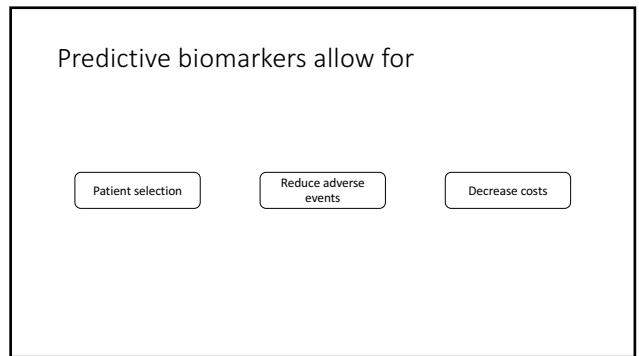 Predictive biomarkers allow for
Patient selection
Reduce adverse
events
Decrease costs